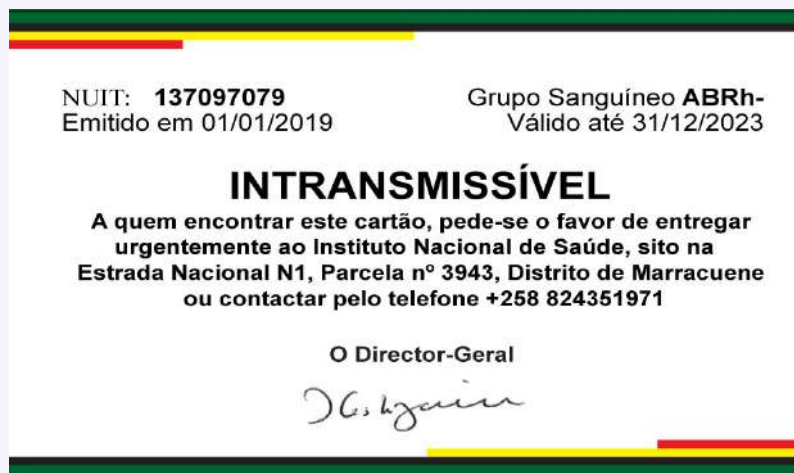 NUIT: 137097079
Grupo Sanguíneo ABRh-
Emitido em 01/01/2019
Válido até 31/12/2023
INTRANSMISSÍVEL
A quem encontrar este cartão, pede-se o favor de entregar
urgentemente ao Instituto Nacional de Saúde, sito na
Estrada Nacional N1, Parcela nº 3943, Distrito de Marracuene
ou contactar pelo telefone +258 824351971
O Director-Geral